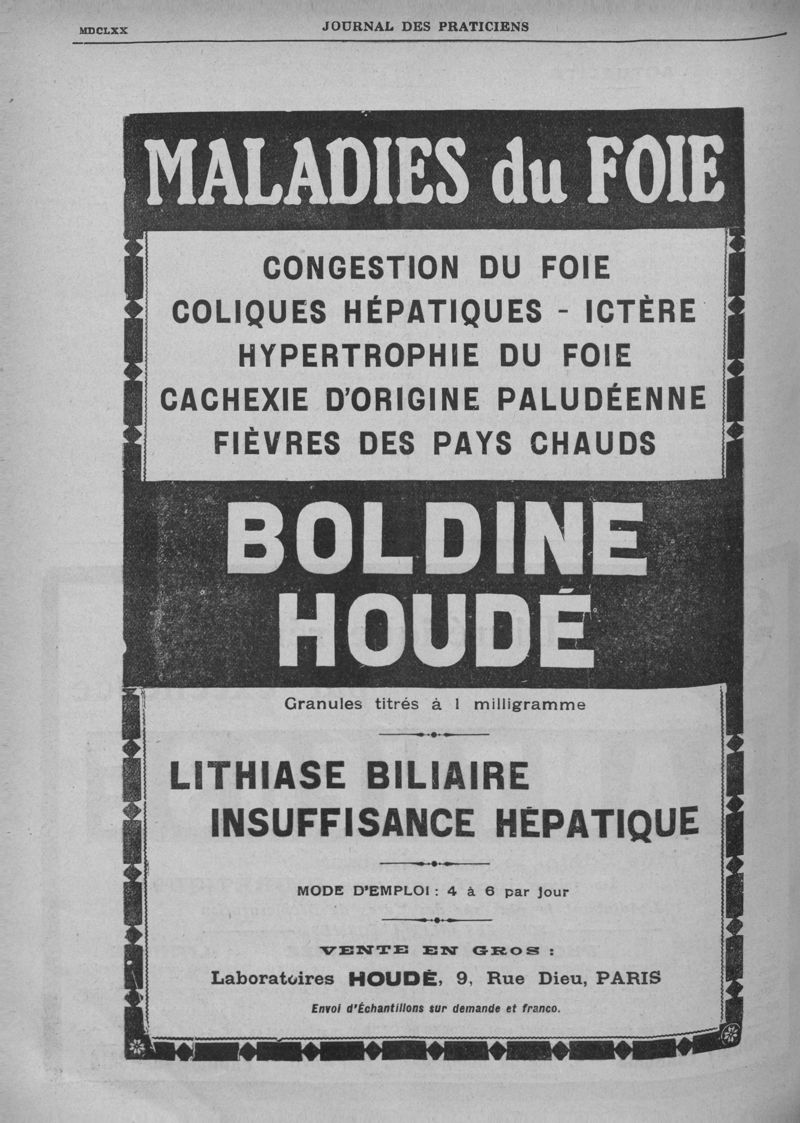 MDCLXX
JOURNAL DES PRATICIENS
MALADIES du FOIE
CONGESTION DU FOIE
COLIQUES HÉPATIQUES - ICTÈRE
HYPERTROPHIE DU FOIE
CACHEXIE D'ORIGINE PALUDÉENNE
FIÈVRES DES PAYS CHAUDS
BOLDINE
HOUDÉ
Granules titrés à 1 milligramme
LITHIASE BILIAIRE
INSUFFISANCE HÉPATIQUE
MODE D'EMPLOI : 4 à 6 par jour
VENTE EN GROS :
Laboratoires HOUDÉ, 9, Rue Dieu, PARIS
Envoi d'Échantillons sur demande et franco.